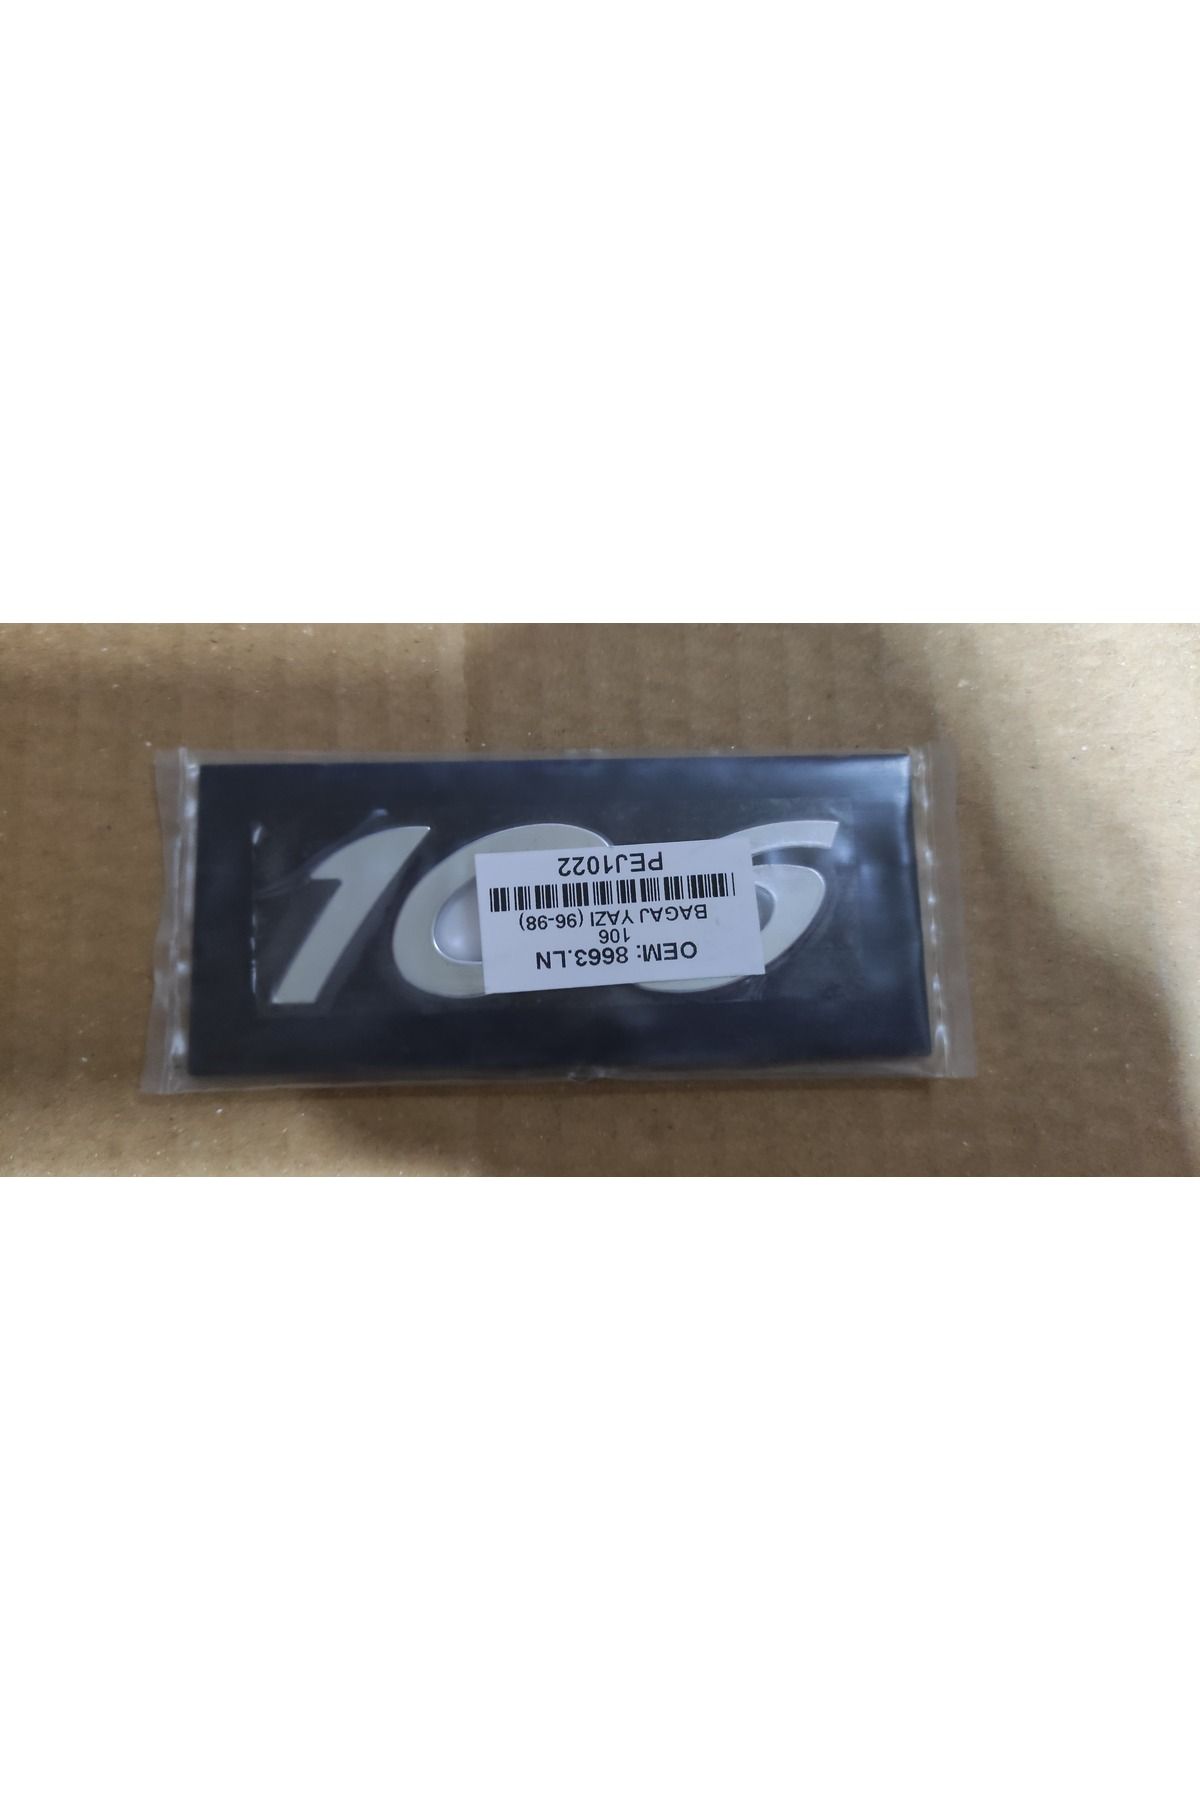 106
OEM: 8663.LN
106
BAGAJ YAZI (96-98)
PEJ1022